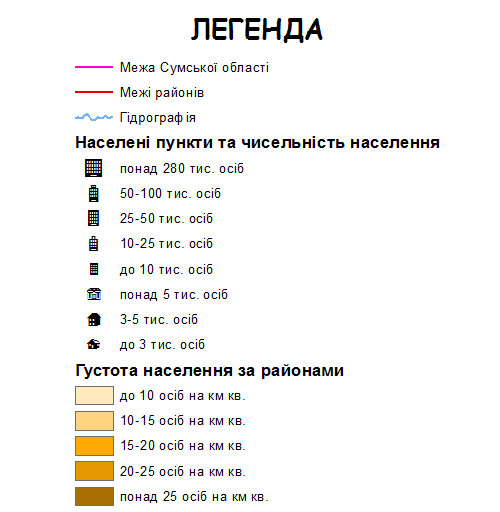 ЛЕГЕНДА
Межа Сумської області
Межі районів
Гідрографія
Населені пункти та чисельність населення
понад 280 тис. осіб
50-100 тис. осіб
25-50 тис. осіб
10-25 тис. осіб
до 10 тис. осіб
понад 5 тис. осіб
3-5 тис. осіб
до 3 тис. осіб
Густота населення за районами
до 10 осіб на км кв.
10-15 осіб на км кв.
15-20 осіб на км кв.
20-25 осіб на км кв.
понад 25 осіб на км кв.